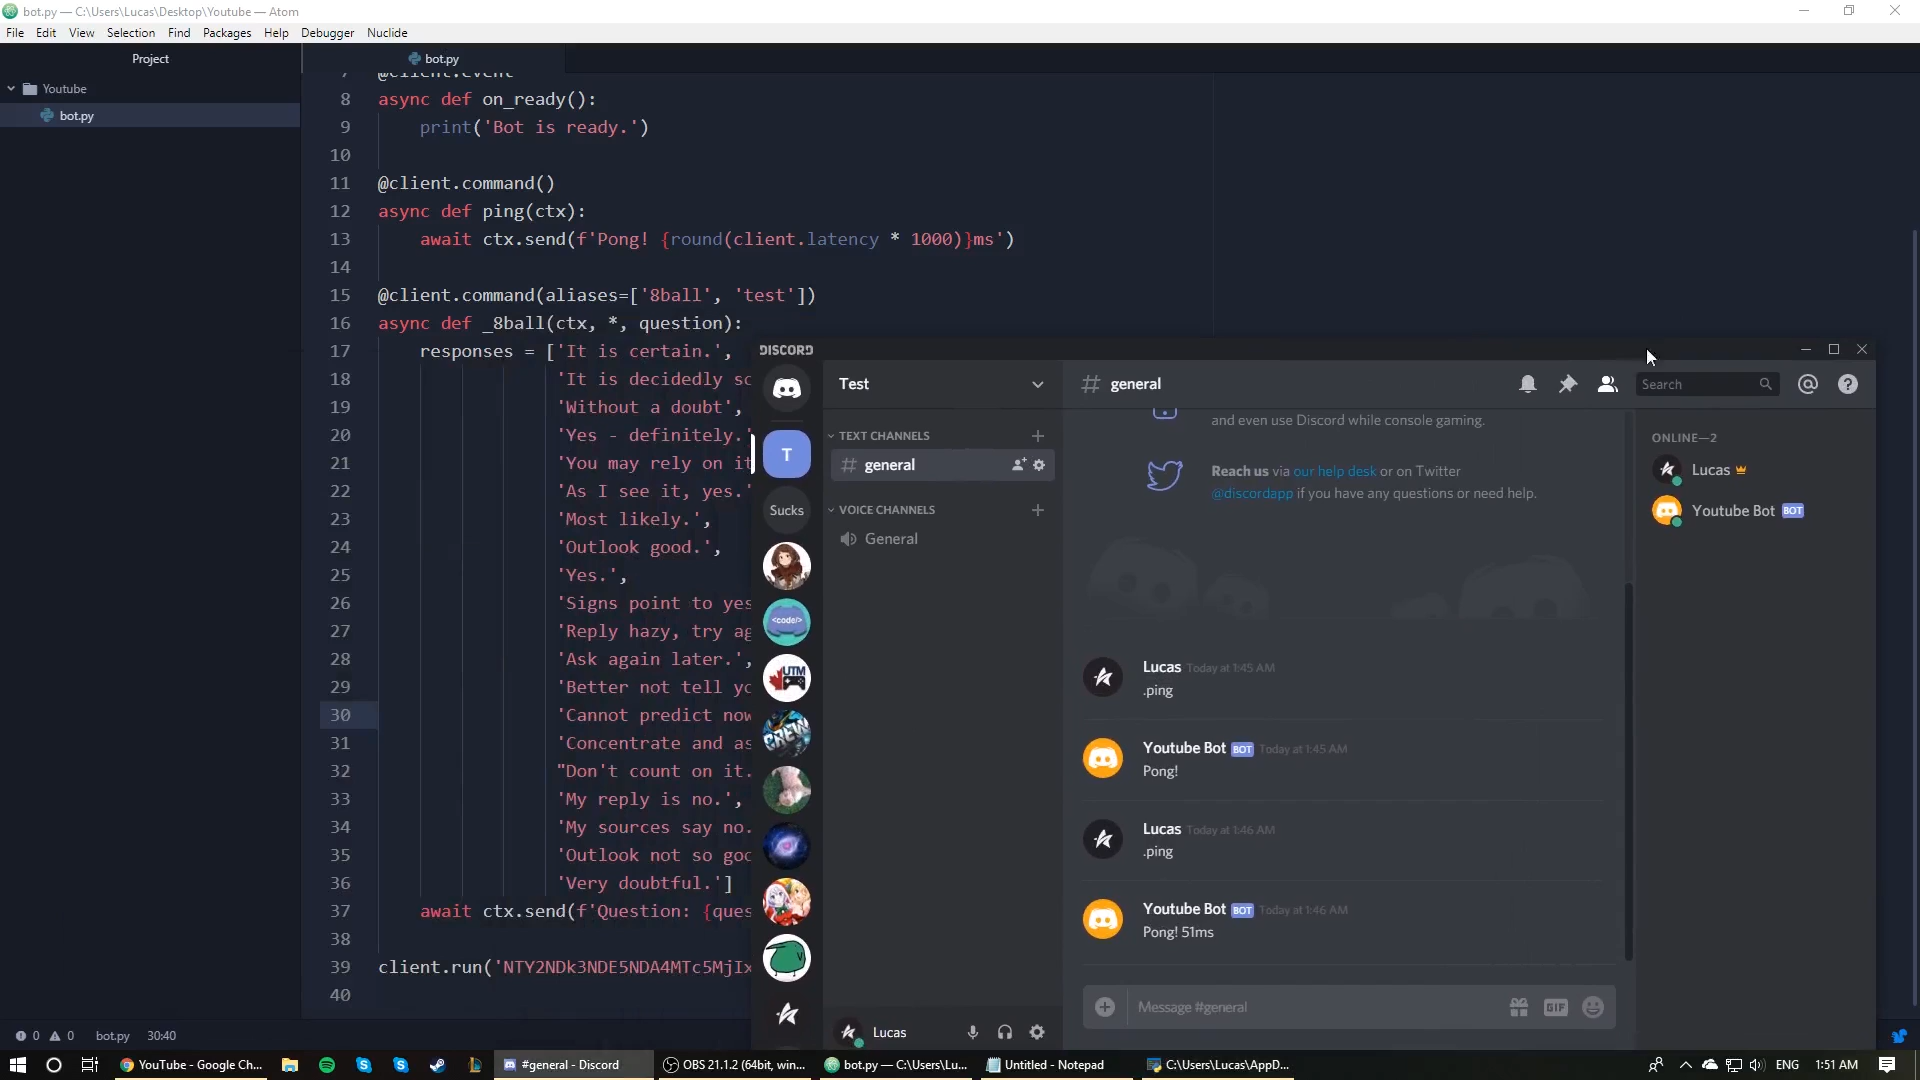 bot.py — C:\Users\Lucas\Desktop\Youtube — Atom
File Edit View Selection Find Packages Help Debugger Nuclide
Project
bot.py
Youtube
bot.py
7 @client.event
8 async def on_ready():
9 print('Bot is ready.')
10
11 @client.command()
12 async def ping(ctx):
13 await ctx.send(f'Pong! {round(client.latency * 1000)}ms')
14
15 @client.command(aliases=['8ball', 'test'])
16 async def _8ball(ctx, *, question):
17 responses = ['It is certain.',
18 'It is decidedly so
19 'Without a doubt',
20 'Yes - definitely.'
21 'You may rely on it
22 'As I see it, yes.'
23 'Most likely.',
24 'Outlook good.',
25 'Yes.',
26 'Signs point to yes
27 'Reply hazy, try ag
28 'Ask again later.',
29 'Better not tell yo
30 'Cannot predict now
31 'Concentrate and as
32 "Don't count on it.
33 'My reply is no.',
34 'My sources say no.
35 'Outlook not so goo
36 'Very doubtful.']
37 await ctx.send(f'Question: {ques
38
39 client.run('NTY2NDk3NDE5NDA4MTc5MjIx
40
0 0 bot.py 30:40
DISCORD
Test
# general
Search
T
Sucks
<code/>
UTM
CREW
TEXT CHANNELS
# general
VOICE CHANNELS
General
and even use Discord while console gaming.
Reach us via our help desk or on Twitter
@discordapp if you have any questions or need help.
Lucas Today at 1:45 AM
.ping
Youtube Bot BOT Today at 1:45 AM
Pong!
Lucas Today at 1:46 AM
.ping
Youtube Bot BOT Today at 1:46 AM
Pong! 51ms
Message #general
GIF
Lucas
ONLINE—2
Lucas
Youtube Bot BOT
YouTube - Google Ch...
#general - Discord
OBS 21.1.2 (64bit, win...
bot.py — C:\Users\Lu...
Untitled - Notepad
C:\Users\Lucas\AppD...
ENG
1:51 AM